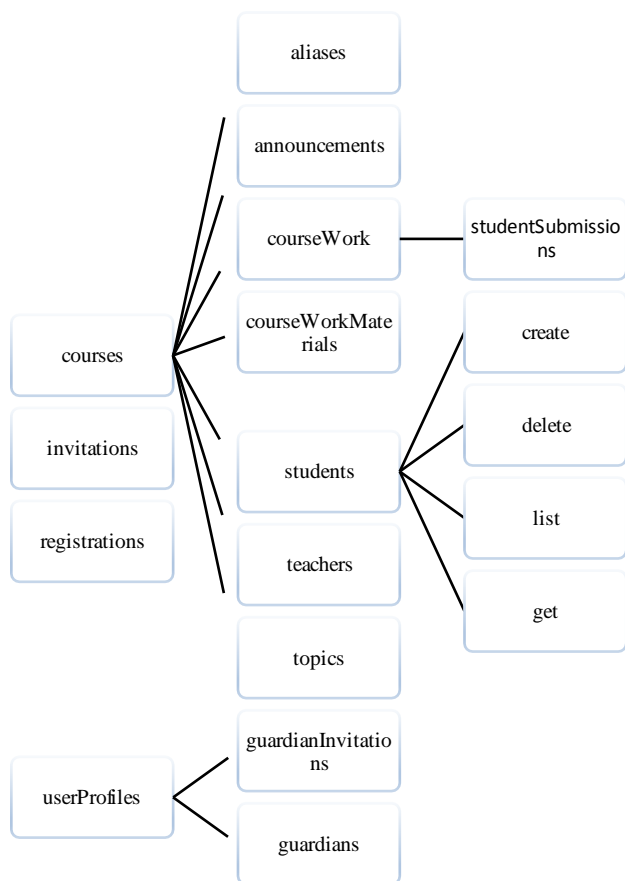 aliases
announcements
courseWork
studentSubmissio
ns
courseWorkMate
rials
create
courses
delete
invitations
students
list
registrations
teachers
get
topics
guardianInvitatio
ns
userProfiles
guardians